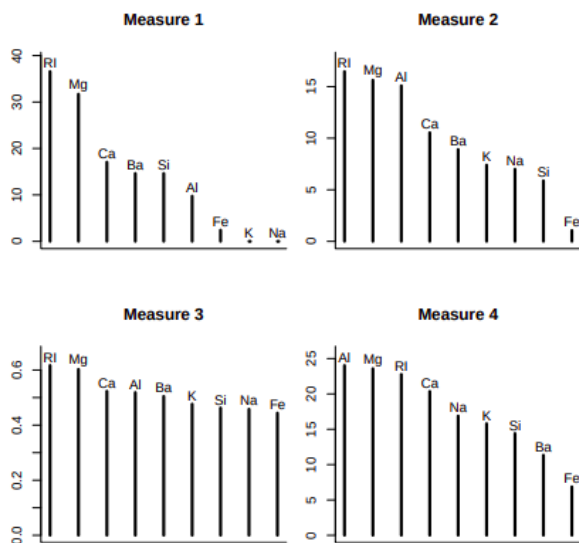 Measure 1
40
30
20
10
0
RI
Mg
Ca
Ba
Si
Al
Fe
K
Na
Measure 2
15
10
5
0
RI
Mg
Al
Ca
Ba
K
Na
Si
Fe
Measure 3
0.6
0.4
0.2
0.0
RI
Mg
Ca
Al
Ba
K
Si
Na
Fe
Measure 4
25
20
15
10
5
0
Al
Mg
RI
Ca
Na
K
Si
Ba
Fe